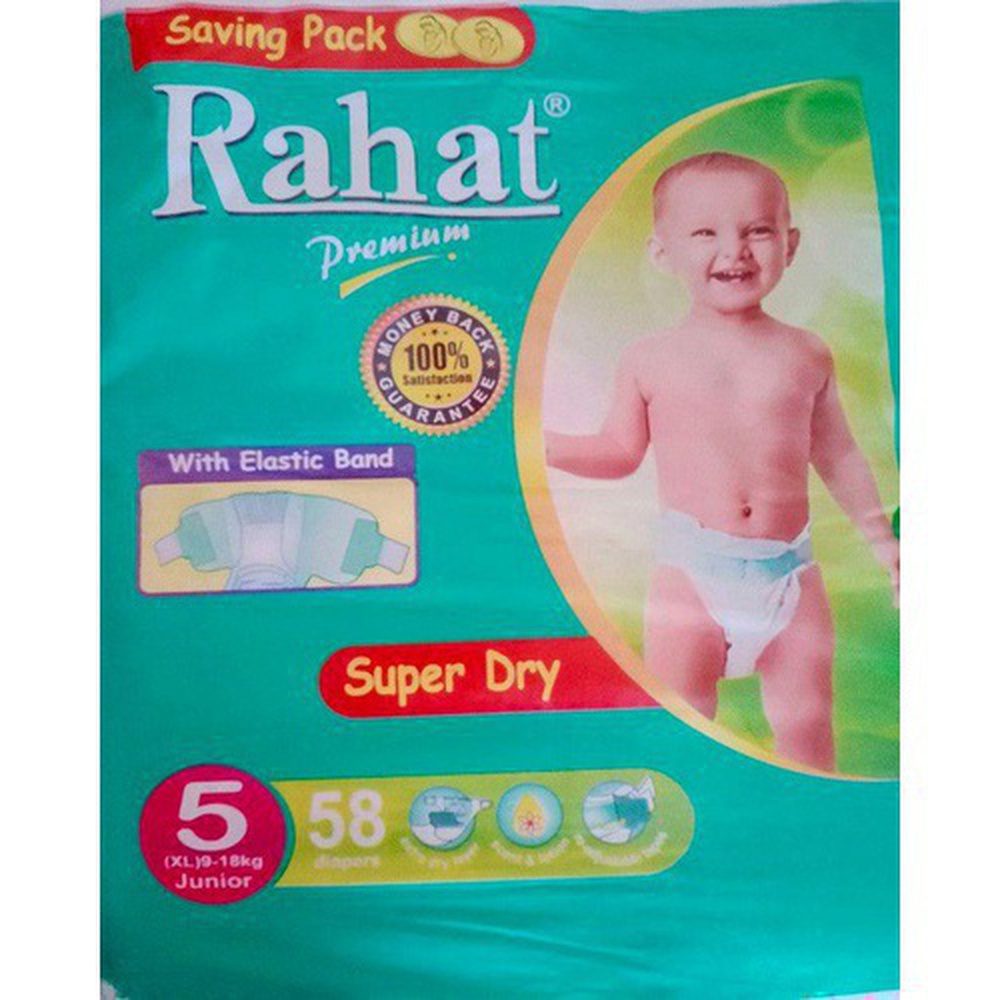 Saving Pack
Rahat®
Premium
MONEY BACK
100%
Satisfaction
GUARANTEE
With Elastic Band
Super Dry
5
(XL)9-18kg
Junior
58
diapers